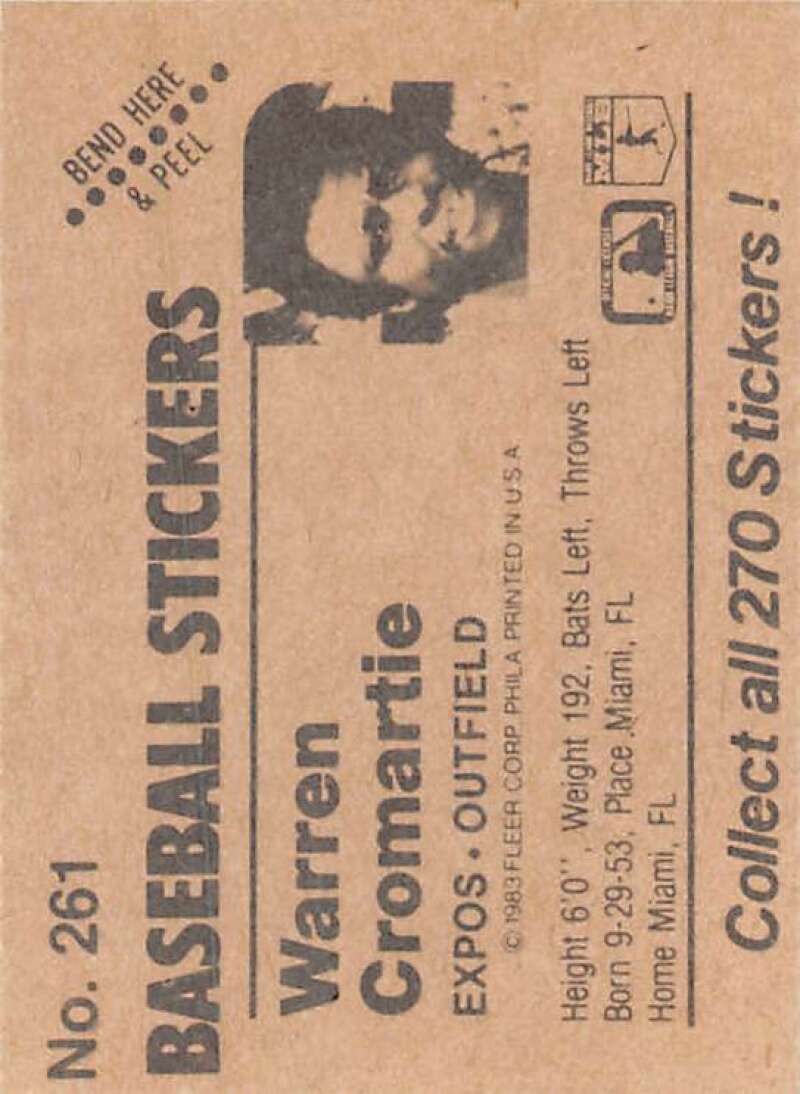 No. 261
BEND HERE
& PEEL
BASEBALL STICKERS
Warren
Cromartie
EXPOS • OUTFIELD
© 1983 FLEER CORP. PHILA PRINTED IN U S A
Height 6'0'', Weight 192, Bats Left, Throws Left
Born 9-29-53, Place Miami, FL
Home Miami, FL
Collect all 270 Stickers!